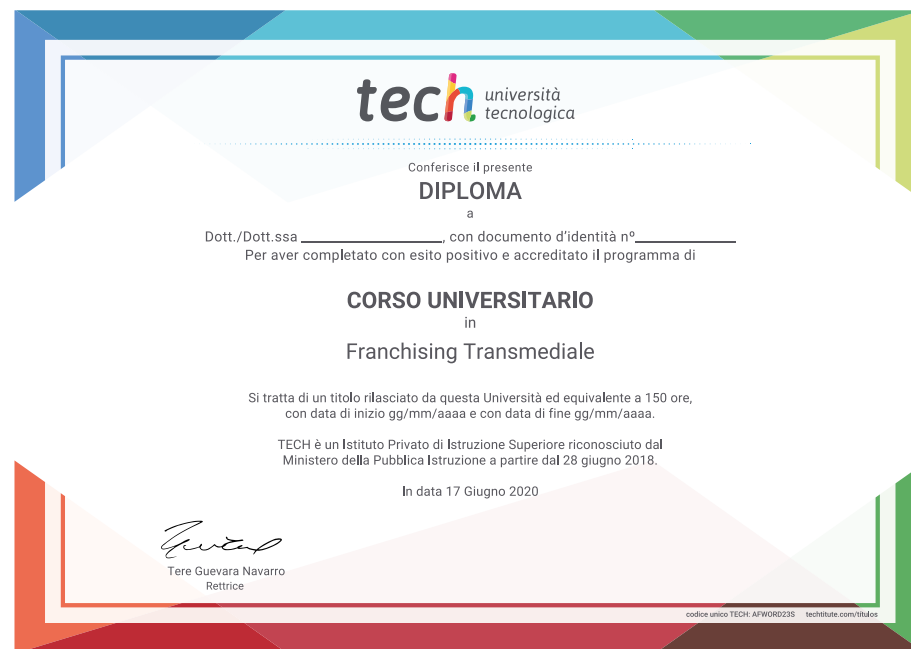 tech università
tecnologica
Conferisce il presente
DIPLOMA
a
Dott./Dott.ssa ____________________, con documento d'identità nº______________
Per aver completato con esito positivo e accreditato il programma di
CORSO UNIVERSITARIO
in
Franchising Transmediale
Si tratta di un titolo rilasciato da questa Università ed equivalente a 150 ore,
con data di inizio gg/mm/aaaa e con data di fine gg/mm/aaaa.
TECH è un Istituto Privato di Istruzione Superiore riconosciuto dal
Ministero della Pubblica Istruzione a partire dal 28 giugno 2018.
In data 17 Giugno 2020
Tere Guevara Navarro
Rettrice
codice unico TECH: AFWORD23S techtitute.com/títulos